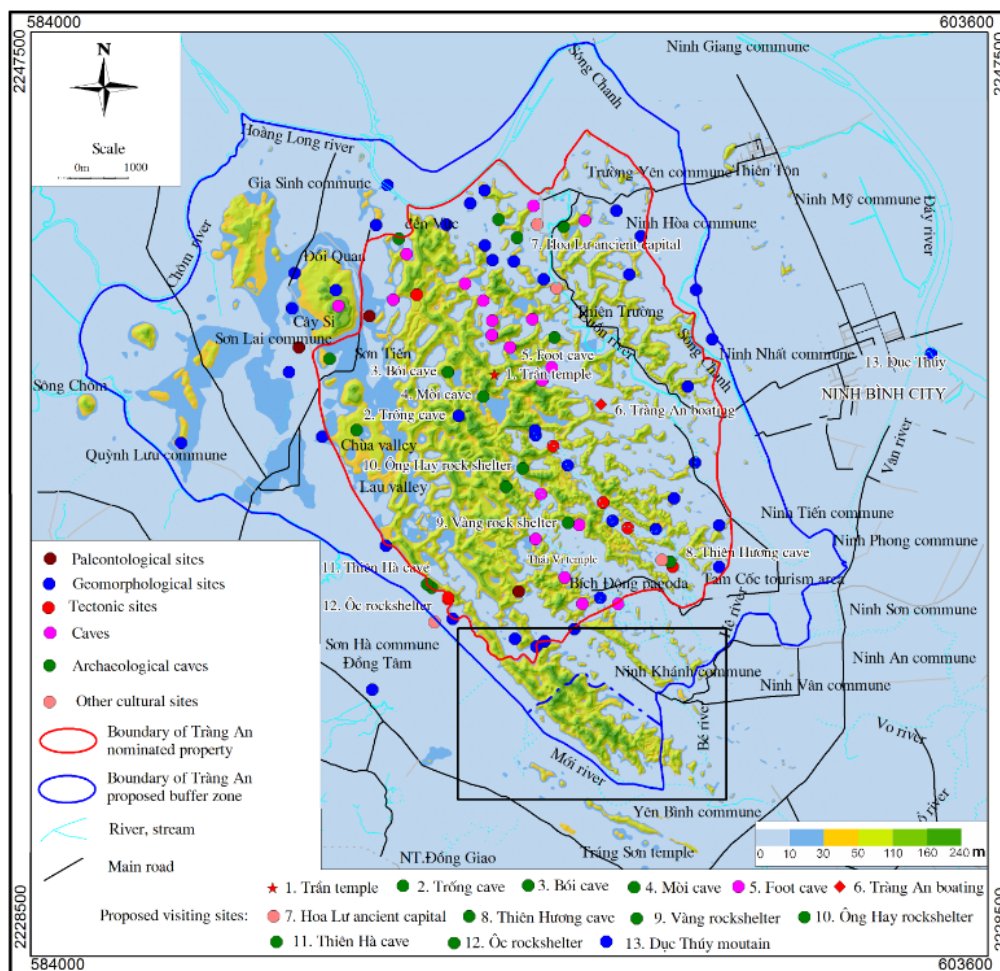 584000
603600
2247500
2247500
N
Scale
0m 1000
Ninh Giang commune
Sông Chanh
Hoàng Long river
Gia Sinh commune
Trường Yên commune
Thiên Tôn
Ninh Mỹ commune
Đáy river
Ninh Hòa commune
7. Hoa Lư ancient capital
Chôm river
Đồi Quan
Thiên Trường
Cây Si
Sơn Lai commune
Sơn Tiến
Sông Chanh
5. Foot cave
Ninh Nhất commune
13. Dục Thúy
3. Bói cave
1. Trần temple
Sông Chôm
4. Mòi cave
NINH BÌNH CITY
2. Trống cave
6. Tràng An boating
Quỳnh Lưu commune
Chùa valley
Vân river
10. Ông Hay rock shelter
Lau valley
9. Vàng rock shelter
Ninh Tiến commune
Ninh Phong commune
8. Thiên Hương cave
Thái Vi temple
11. Thiên Hà cave
Bích Động pagoda
Tam Cốc tourism area
12. Ốc rockshelter
Hê river
Ninh Sơn commune
Sơn Hà commune
Đồng Tâm
Ninh Khánh commune
Ninh An commune
Ninh Vân commune
Bé river
Vo river
Mới river
Yên Bình commune
Tráng Sơn temple
NT.Đồng Giao
Palcontological sites
Geomorphological sites
Tectonic sites
Caves
Archaeological caves
Other cultural sites
Boundary of Tràng An
nominated property
Boundary of Tràng An
proposed buffer zone
River, stream
Main road
0 10 30 50 110 160 240 m
1. Trần temple 2. Trống cave 3. Bói cave 4. Mòi cave 5. Foot cave 6. Tràng An boating
Proposed visiting sites: 7. Hoa Lư ancient capital 8. Thiên Hương cave 9. Vàng rockshelter 10. Ông Hay rockshelter
11. Thiên Hà cave 12. Ốc rockshelter 13. Dục Thúy moutain
2228500
2228500
584000
603600